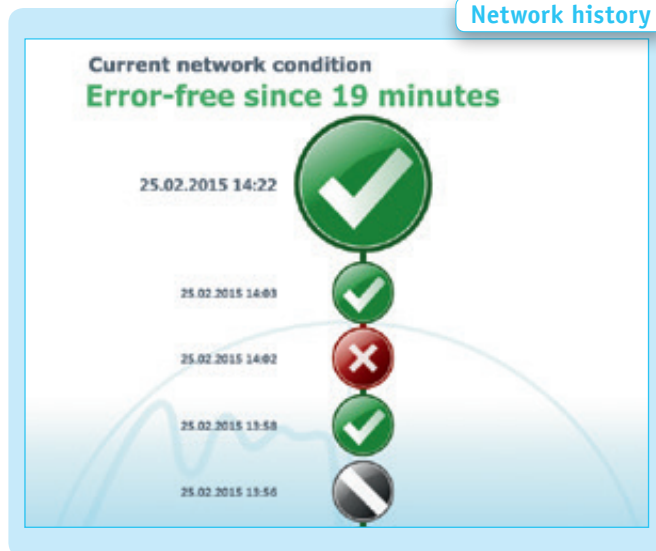 Network history
Current network condition
Error-free since 19 minutes
25.02.2015 14:22
25.02.2015 14:03
25.02.2015 14:02
25.02.2015 13:58
25.02.2015 13:56